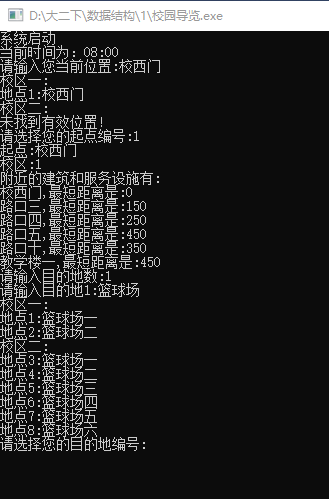 D:\大二下\数据结构\1\校园导览.exe
系统启动
当前时间为: 08:00
请输入您当前位置:校西门
校区一:
地点1:校西门
校区二:
未找到有效位置!
请选择您的起点编号:1
起点:校西门
校区:1
附近的建筑和服务设施有:
校西门,最短距离是:0
路口三,最短距离是:150
路口四,最短距离是:250
路口五,最短距离是:450
路口十,最短距离是:350
教学楼一,最短距离是:450
请输入目的地数:1
请输入目的地1:篮球场
校区一:
地点1:篮球场一
地点2:篮球场二
校区二:
地点3:篮球场一
地点4:篮球场二
地点5:篮球场三
地点6:篮球场四
地点7:篮球场五
地点8:篮球场六
请选择您的目的地编号: